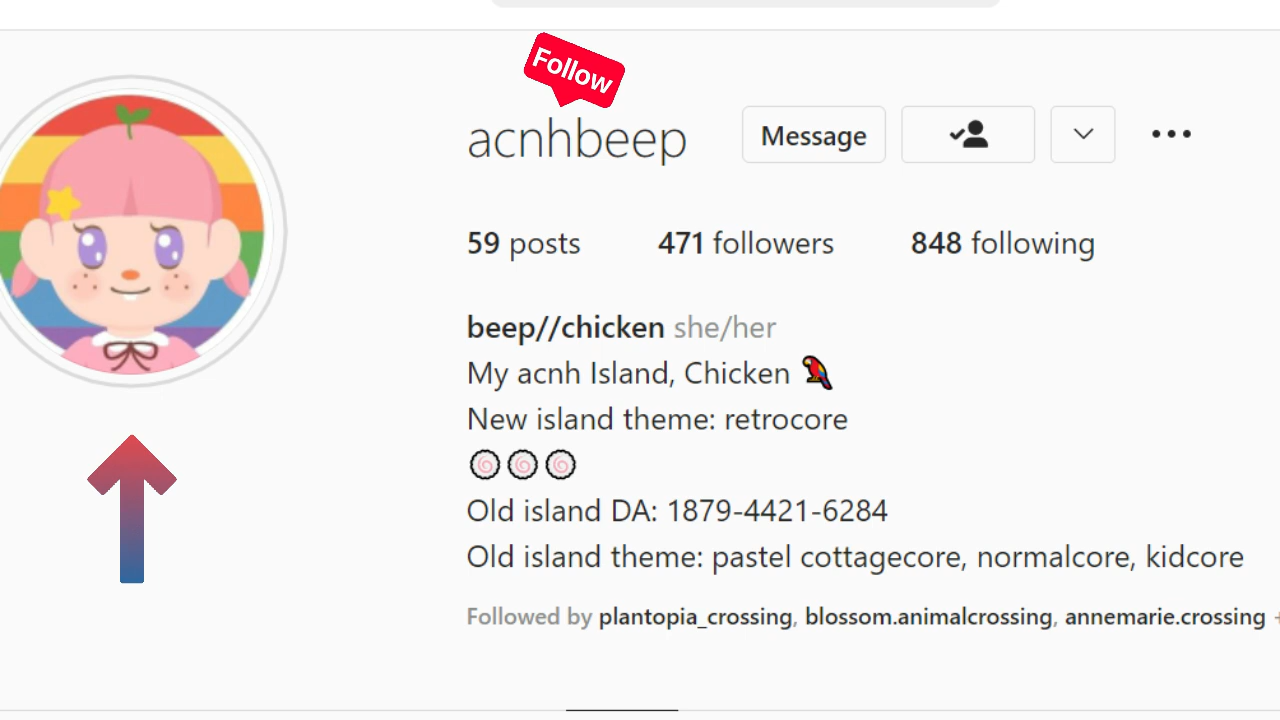 Follow
acnhbeep Message
59 posts 471 followers 848 following
beep//chicken she/her
My acnh Island, Chicken 🦜
New island theme: retrocore
🍥🍥🍥
Old island DA: 1879-4421-6284
Old island theme: pastel cottagecore, normalcore, kidcore
Followed by plantopia_crossing, blossom.animalcrossing, annemarie.crossing +